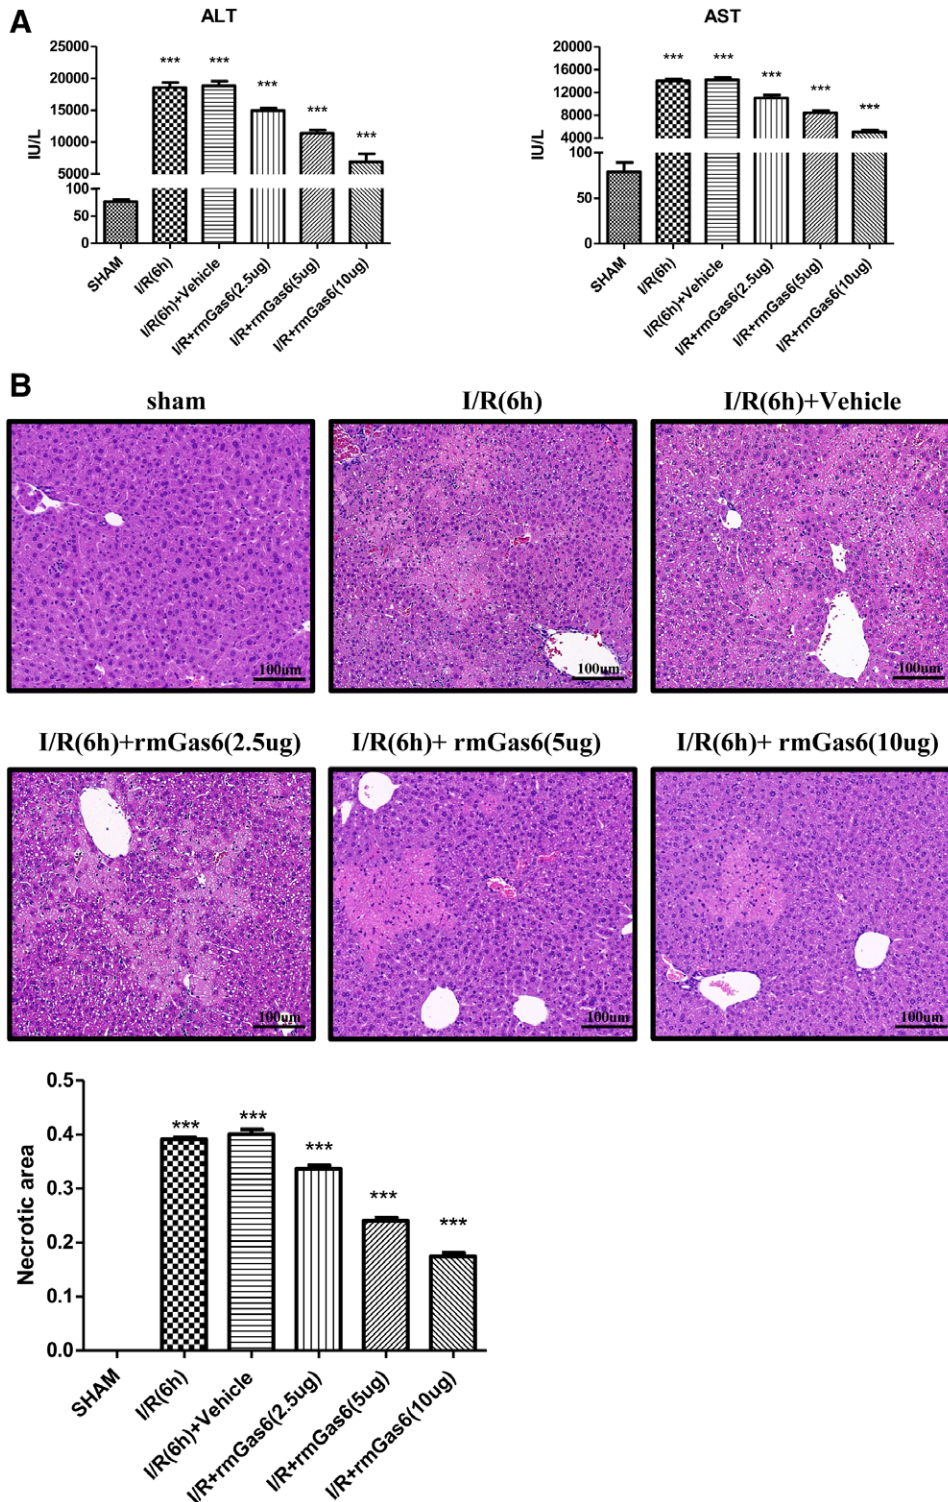 A
ALT
25000
20000
15000
10000
5000
100
50
0
IU/L
***
***
***
***
***
SHAM
I/R(6h)
I/R(6h)+Vehicle
I/R+rmGas6(2.5ug)
I/R+rmGas6(5ug)
I/R+rmGas6(10ug)
AST
20000
16000
12000
8000
4000
100
50
0
IU/L
***
***
***
***
***
SHAM
I/R(6h)
I/R(6h)+Vehicle
I/R+rmGas6(2.5ug)
I/R+rmGas6(5ug)
I/R+rmGas6(10ug)
B
sham
I/R(6h)
I/R(6h)+Vehicle
100um
100um
100um
I/R(6h)+rmGas6(2.5ug)
I/R(6h)+ rmGas6(5ug)
I/R(6h)+ rmGas6(10ug)
100um
100um
100um
0.5
0.4
0.3
0.2
0.1
0.0
Necrotic area
***
***
***
***
***
SHAM
I/R(6h)
I/R(6h)+Vehicle
I/R+rmGas6(2.5ug)
I/R+rmGas6(5ug)
I/R+rmGas6(10ug)